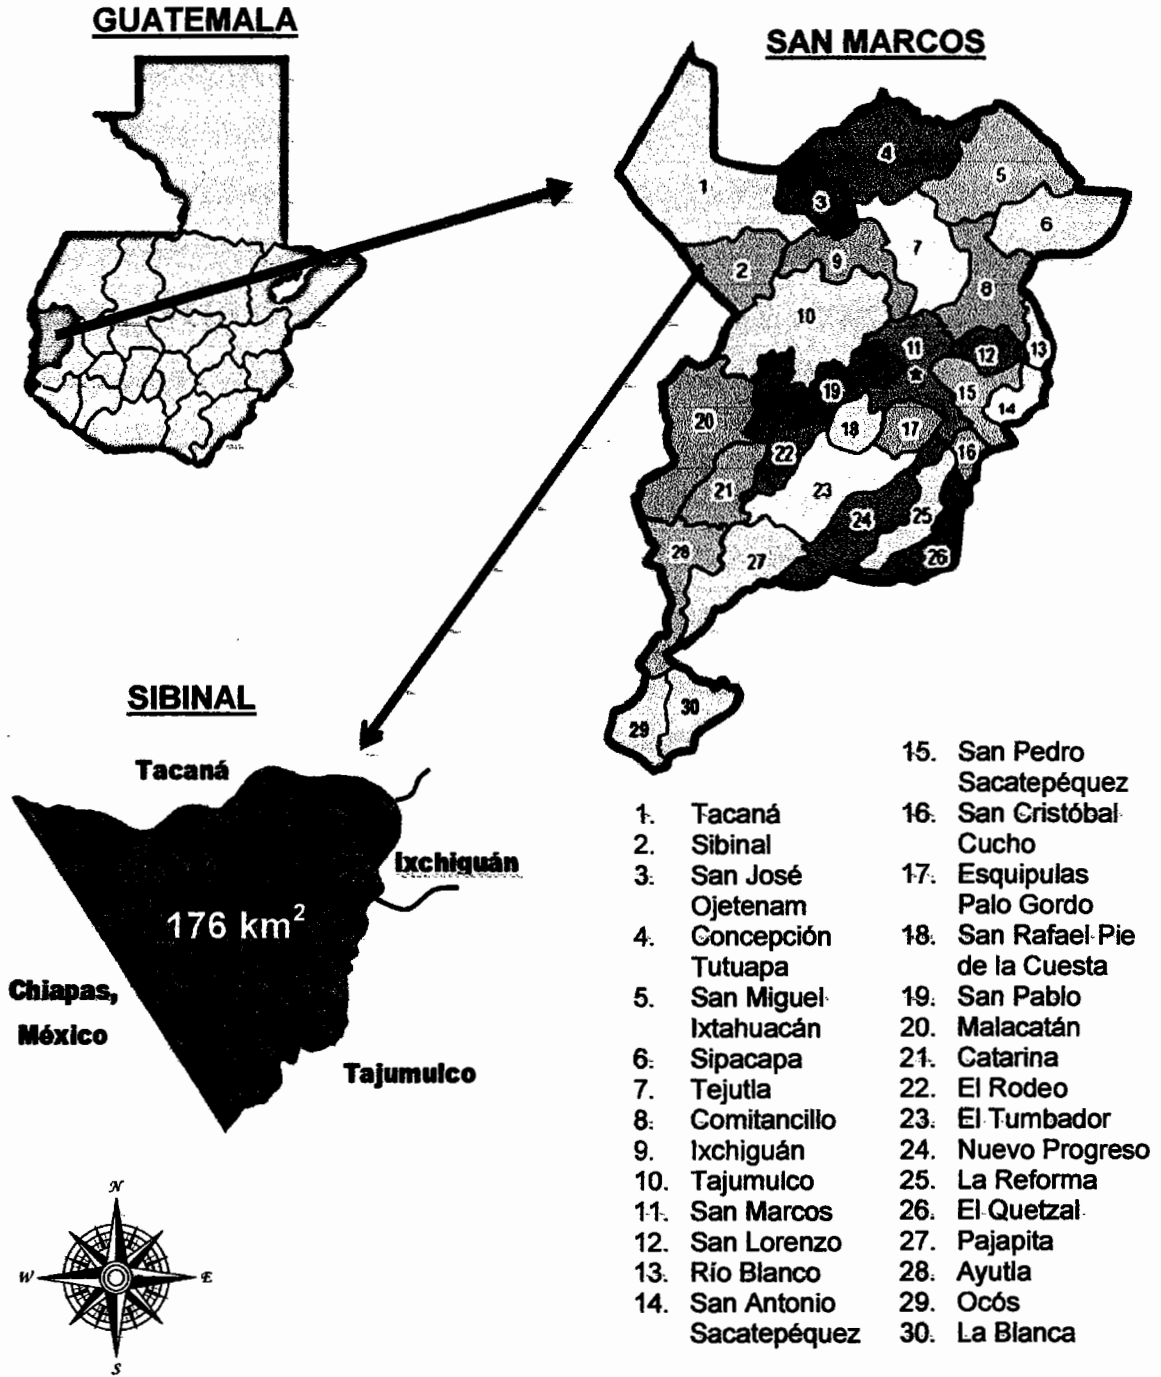 GUATEMALA
SAN MARCOS
1
2
3
4
5
6
7
8
9
10
11
12
13
14
15
16
17
18
19
20
21
22
23
24
25
26
27
28
29
30
SIBINAL
Tacaná
Ixchiguán
176 km²
Chiapas,
México
Tajumulco
N
W
E
S
1. Tacaná
2. Sibinal
3. San José
Ojetenam
4. Concepción
Tutuapa
5. San Miguel
Ixtahuacán
6. Sipacapa
7. Tejutla
8. Comitancillo
9. Ixchiguán
10. Tajumulco
11. San Marcos
12. San Lorenzo
13. Río Blanco
14. San Antonio
Sacatepéquez
15. San Pedro
Sacatepéquez
16. San Cristóbal
Cucho
17. Esquipulas
Palo Gordo
18. San Rafael Pie
de la Cuesta
19. San Pablo
20. Malacatán
21. Catarina
22. El Rodeo
23. El Tumbador
24. Nuevo Progreso
25. La Reforma
26. El Quetzal
27. Pajapita
28. Ayutla
29. Ocós
30. La Blanca